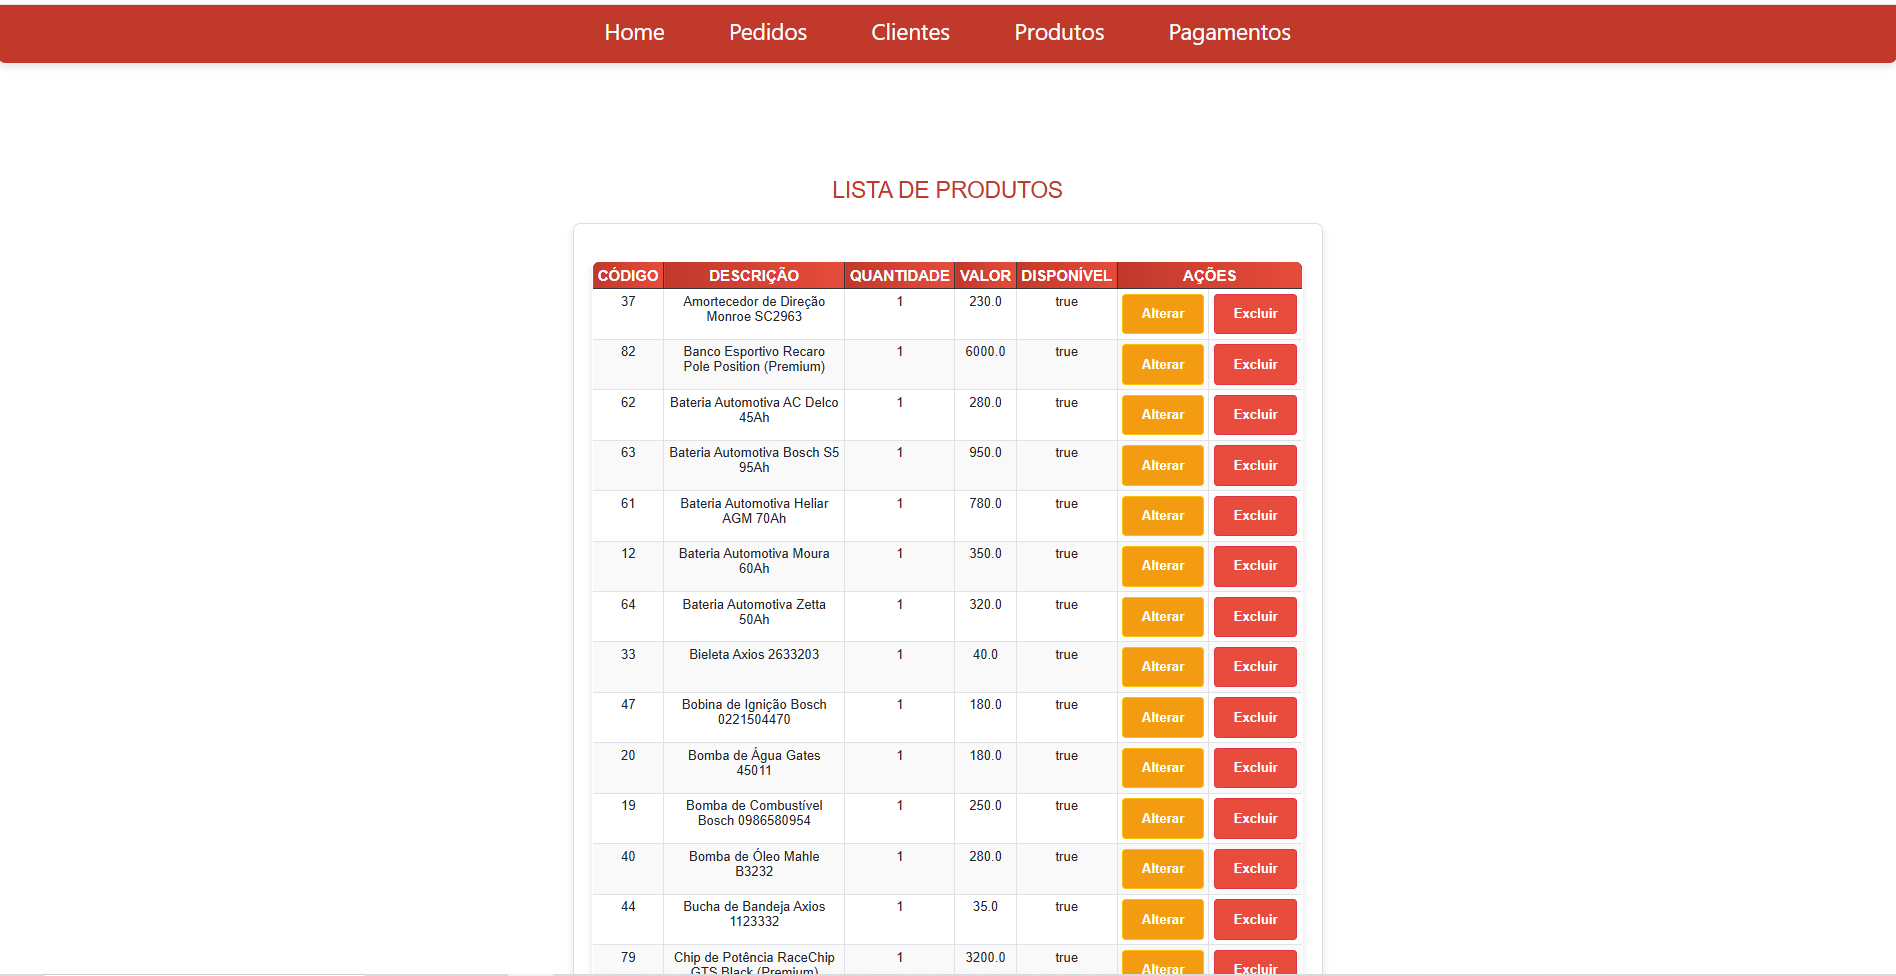 Home Pedidos Clientes Produtos Pagamentos
LISTA DE PRODUTOS
CÓDIGO DESCRIÇÃO QUANTIDADE VALOR DISPONÍVEL AÇÕES
37 Amortecedor de Direção 1 230.0 true Alterar Excluir
Monroe SC2963
82 Banco Esportivo Recaro 1 6000.0 true Alterar Excluir
Pole Position (Premium)
62 Bateria Automotiva AC Delco 1 280.0 true Alterar Excluir
45Ah
63 Bateria Automotiva Bosch S5 1 950.0 true Alterar Excluir
95Ah
61 Bateria Automotiva Heliar 1 780.0 true Alterar Excluir
AGM 70Ah
12 Bateria Automotiva Moura 1 350.0 true Alterar Excluir
60Ah
64 Bateria Automotiva Zetta 1 320.0 true Alterar Excluir
50Ah
33 Bieleta Axios 2633203 1 40.0 true Alterar Excluir
47 Bobina de Ignição Bosch 1 180.0 true Alterar Excluir
0221504470
20 Bomba de Água Gates 1 180.0 true Alterar Excluir
45011
19 Bomba de Combustível 1 250.0 true Alterar Excluir
Bosch 0986580954
40 Bomba de Óleo Mahle 1 280.0 true Alterar Excluir
B3232
44 Bucha de Bandeja Axios 1 35.0 true Alterar Excluir
1123332
79 Chip de Potência RaceChip 1 3200.0 true Alterar Excluir
GTS Black (Premium)